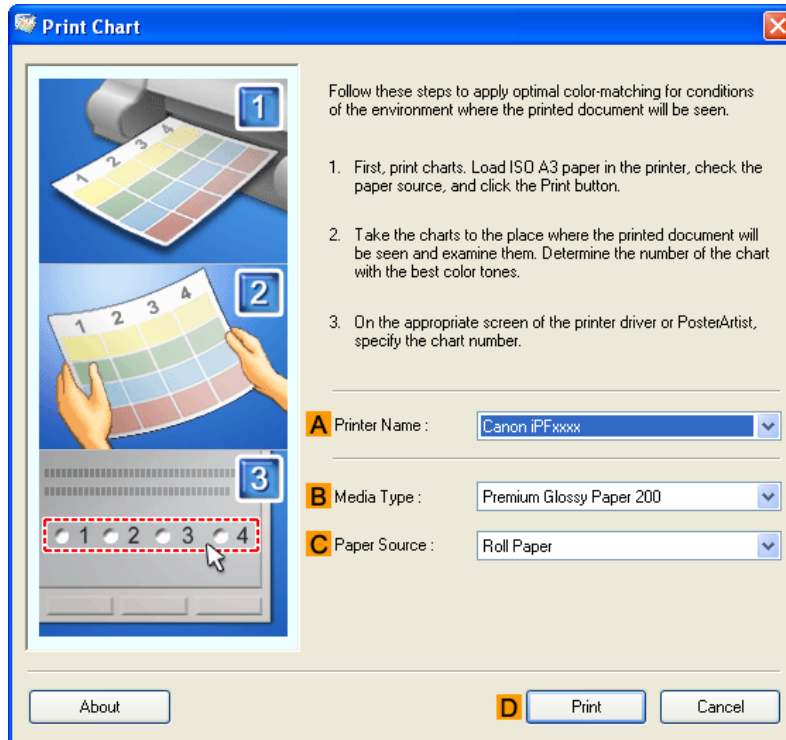 Print Chart
1
1 2 3 4
2
1 2 3 4
3
1 2 3 4
Follow these steps to apply optimal color-matching for conditions
of the environment where the printed document will be seen.
1. First, print charts. Load ISO A3 paper in the printer, check the
paper source, and click the Print button.
2. Take the charts to the place where the printed document will
be seen and examine them. Determine the number of the chart
with the best color tones.
3. On the appropriate screen of the printer driver or PosterArtist,
specify the chart number.
A Printer Name : Canon iPFxxxx
B Media Type : Premium Glossy Paper 200
C Paper Source : Roll Paper
About D Print Cancel